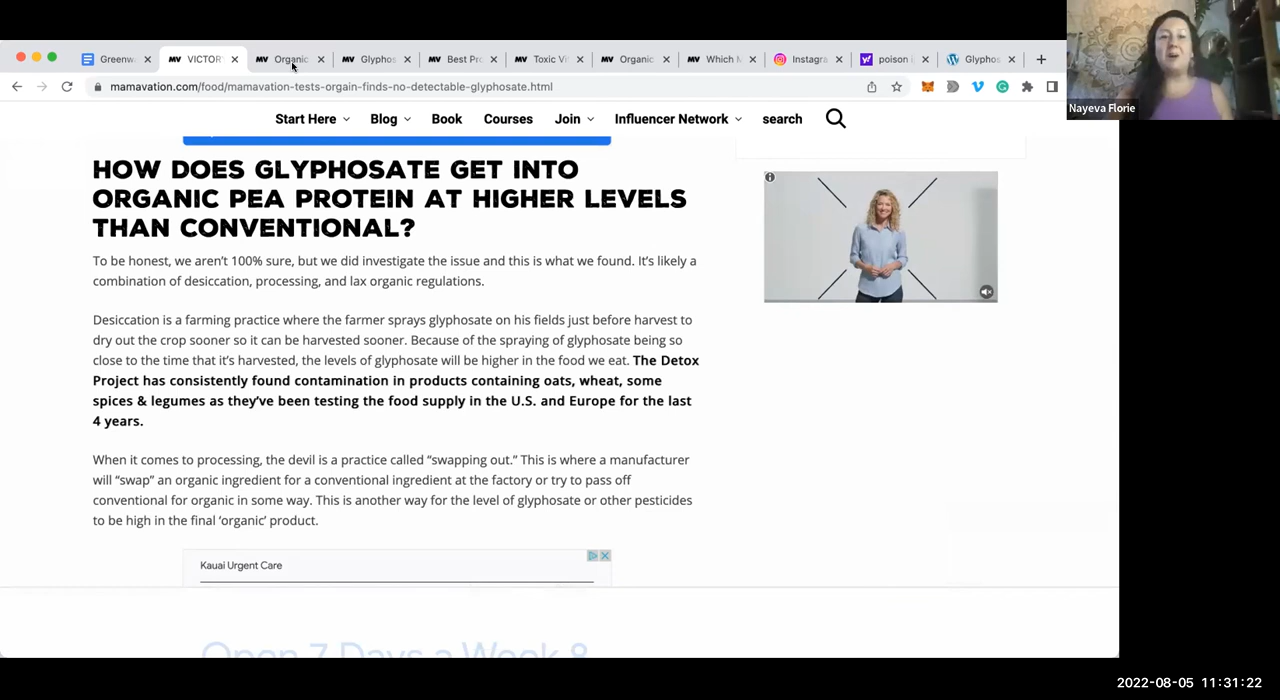 Greenw
VICTOR
Organic
Glyphos
Best Pro
Toxic Vi
Organic
Which M
Instagra
poison i
Glyphos
mamavation.com/food/mamavation-tests-orgain-finds-no-detectable-glyphosate.html
Nayeva Florie
Start Here Blog Book Courses Join Influencer Network search
HOW DOES GLYPHOSATE GET INTO
ORGANIC PEA PROTEIN AT HIGHER LEVELS
THAN CONVENTIONAL?
To be honest, we aren't 100% sure, but we did investigate the issue and this is what we found. It's likely a
combination of desiccation, processing, and lax organic regulations.
Desiccation is a farming practice where the farmer sprays glyphosate on his fields just before harvest to
dry out the crop sooner so it can be harvested sooner. Because of the spraying of glyphosate being so
close to the time that it's harvested, the levels of glyphosate will be higher in the food we eat. The Detox
Project has consistently found contamination in products containing oats, wheat, some
spices & legumes as they've been testing the food supply in the U.S. and Europe for the last
4 years.
When it comes to processing, the devil is a practice called “swapping out.” This is where a manufacturer
will “swap” an organic ingredient for a conventional ingredient at the factory or try to pass off
conventional for organic in some way. This is another way for the level of glyphosate or other pesticides
to be high in the final ‘organic’ product.
Kauai Urgent Care
Open 7 Days a Week 8
2022-08-05 11:31:22